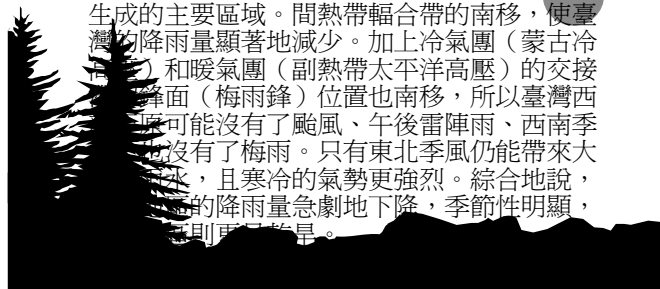 生成的主要區域。間熱帶輻合帶的南移，使臺
灣的降雨量顯著地減少。加上冷氣團（蒙古冷
）和暖氣團（副熱帶太平洋高壓）的交接
鋒面（梅雨鋒）位置也南移，所以臺灣西
可能沒有了颱風、午後雷陣雨、西南季
沒有了梅雨。只有東北季風仍能帶來大
水，且寒冷的氣勢更強烈。綜合地說，
的降雨量急劇地下降，季節性明顯，
則更